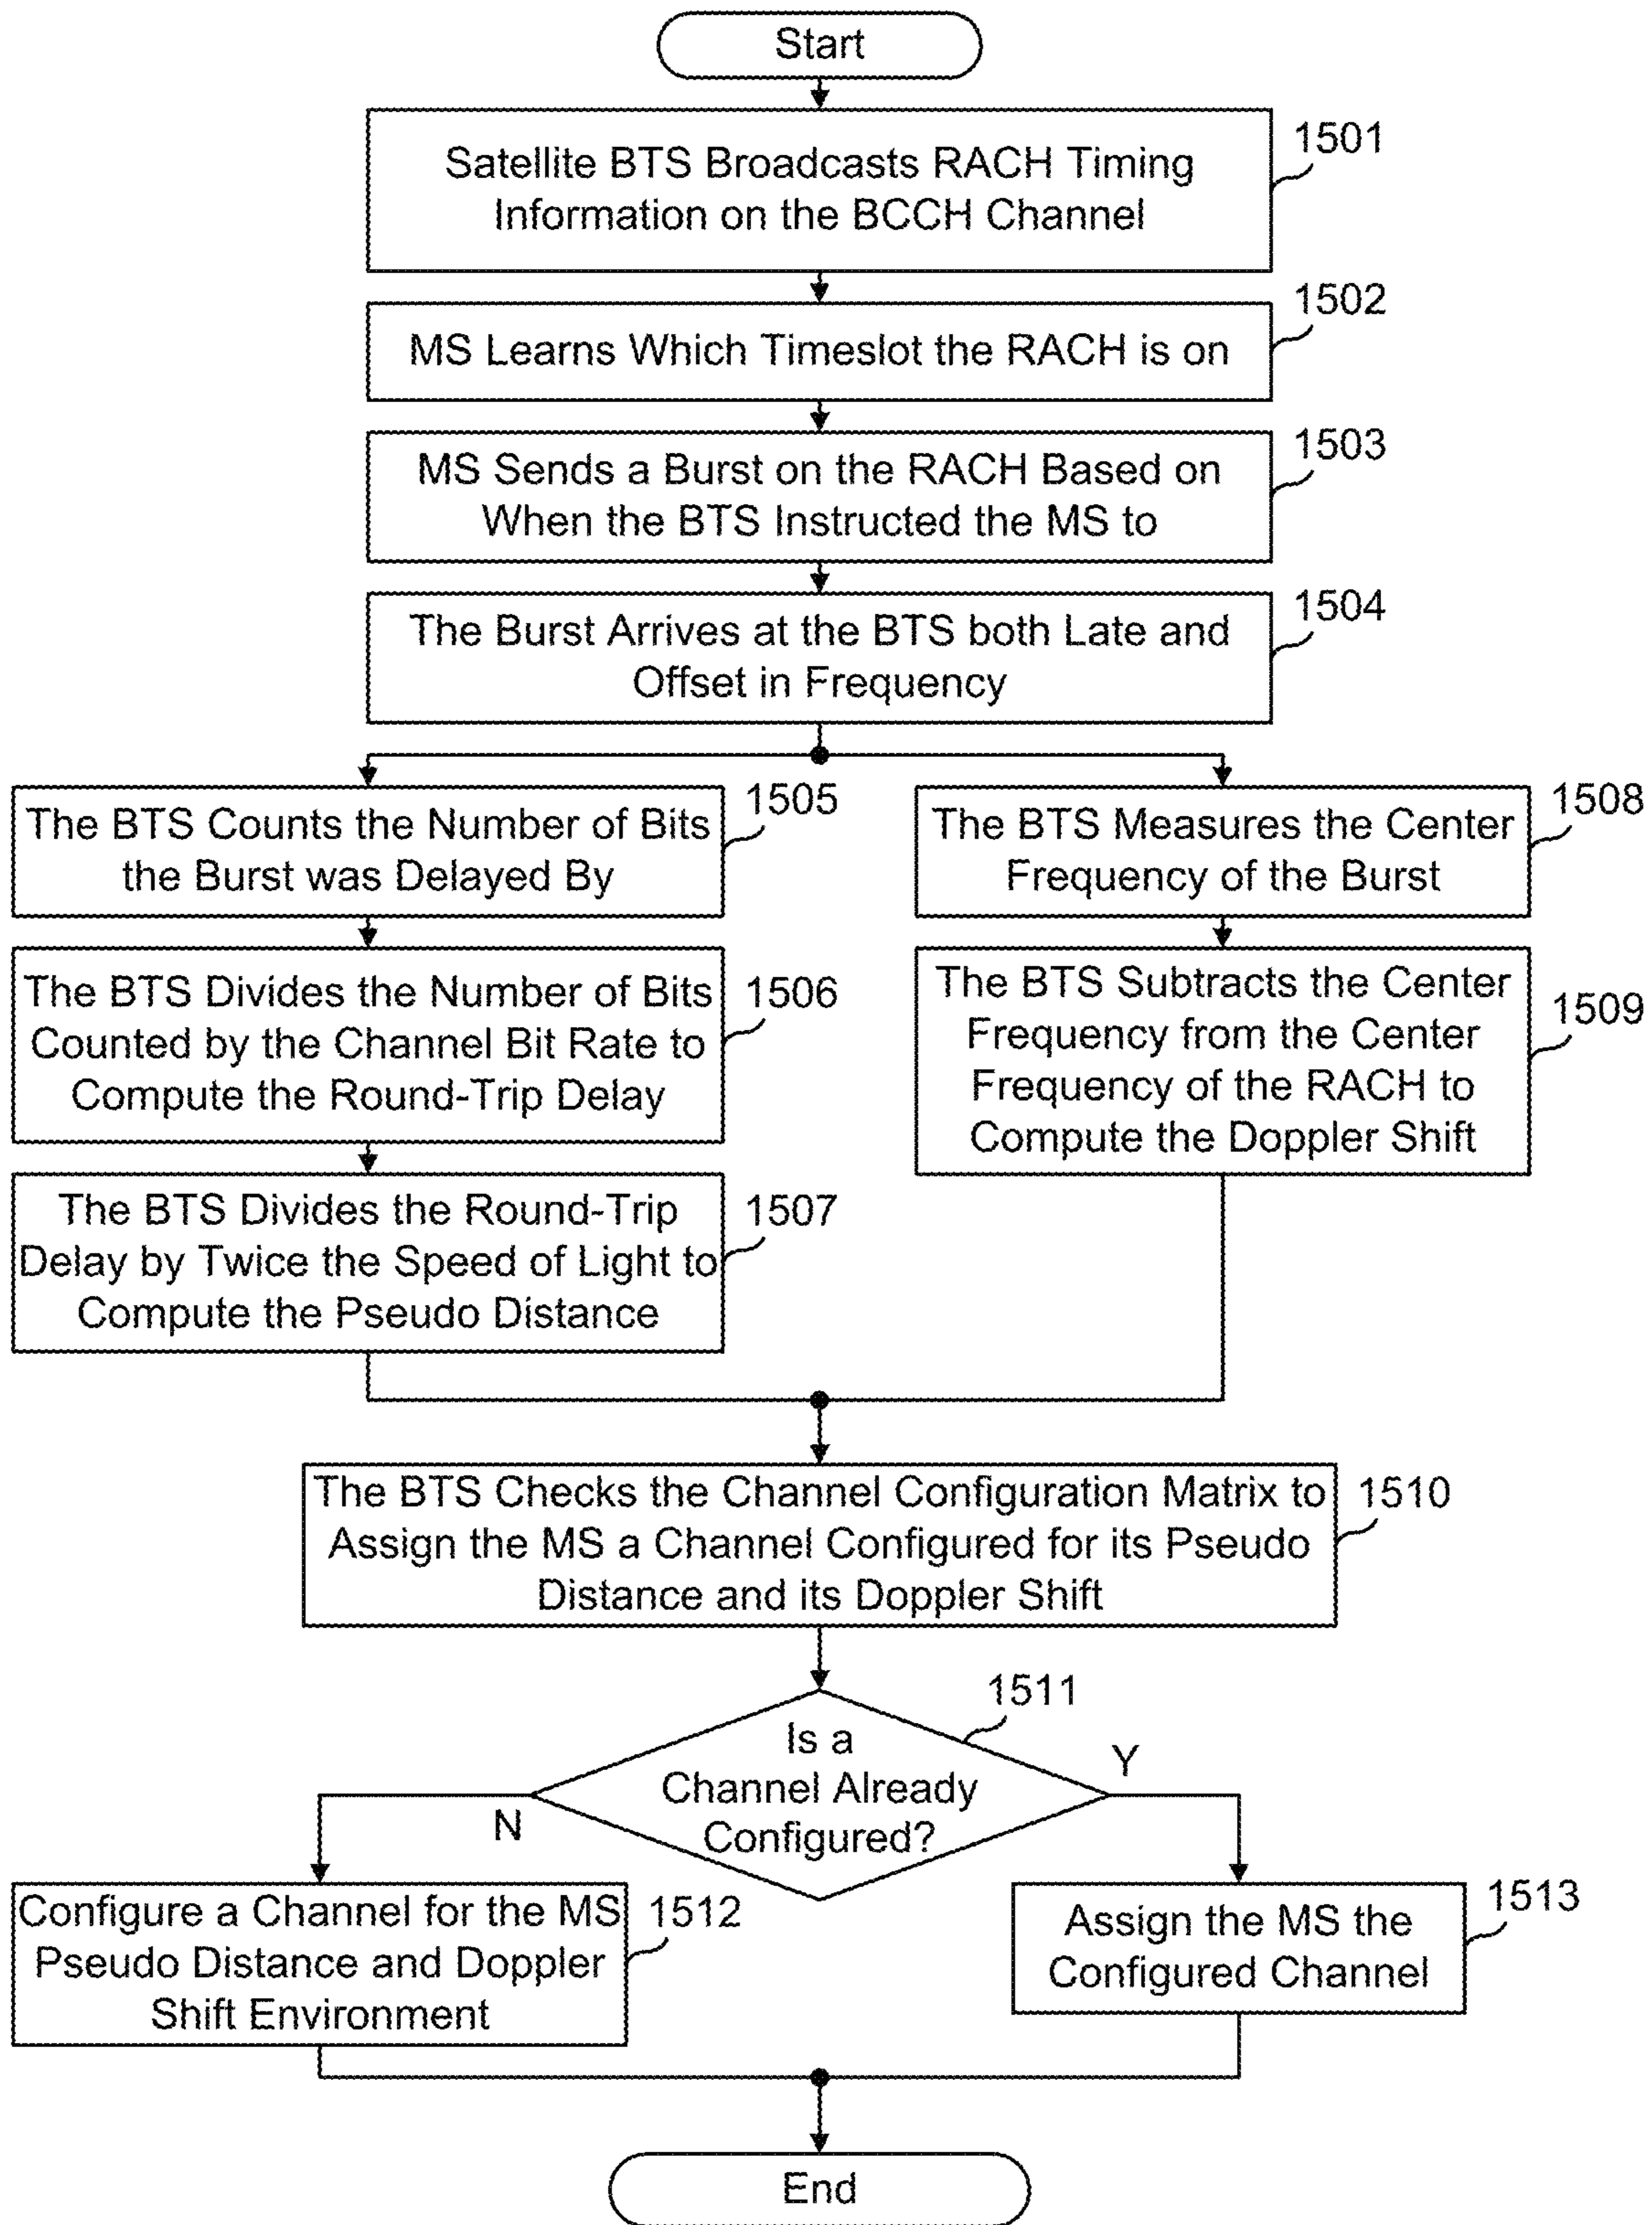 Start
Satellite BTS Broadcasts RACH Timing
Information on the BCCH Channel
1501
MS Learns Which Timeslot the RACH is on
1502
MS Sends a Burst on the RACH Based on
When the BTS Instructed the MS to
1503
The Burst Arrives at the BTS both Late and
Offset in Frequency
1504
The BTS Counts the Number of Bits
the Burst was Delayed By
1505
The BTS Divides the Number of Bits
Counted by the Channel Bit Rate to
Compute the Round-Trip Delay
1506
The BTS Divides the Round-Trip
Delay by Twice the Speed of Light to
Compute the Pseudo Distance
1507
The BTS Measures the Center
Frequency of the Burst
1508
The BTS Subtracts the Center
Frequency from the Center
Frequency of the RACH to
Compute the Doppler Shift
1509
The BTS Checks the Channel Configuration Matrix to
Assign the MS a Channel Configured for its Pseudo
Distance and its Doppler Shift
1510
Is a
Channel Already
Configured?
1511
N
Y
Configure a Channel for the MS
Pseudo Distance and Doppler
Shift Environment
1512
Assign the MS the
Configured Channel
1513
End